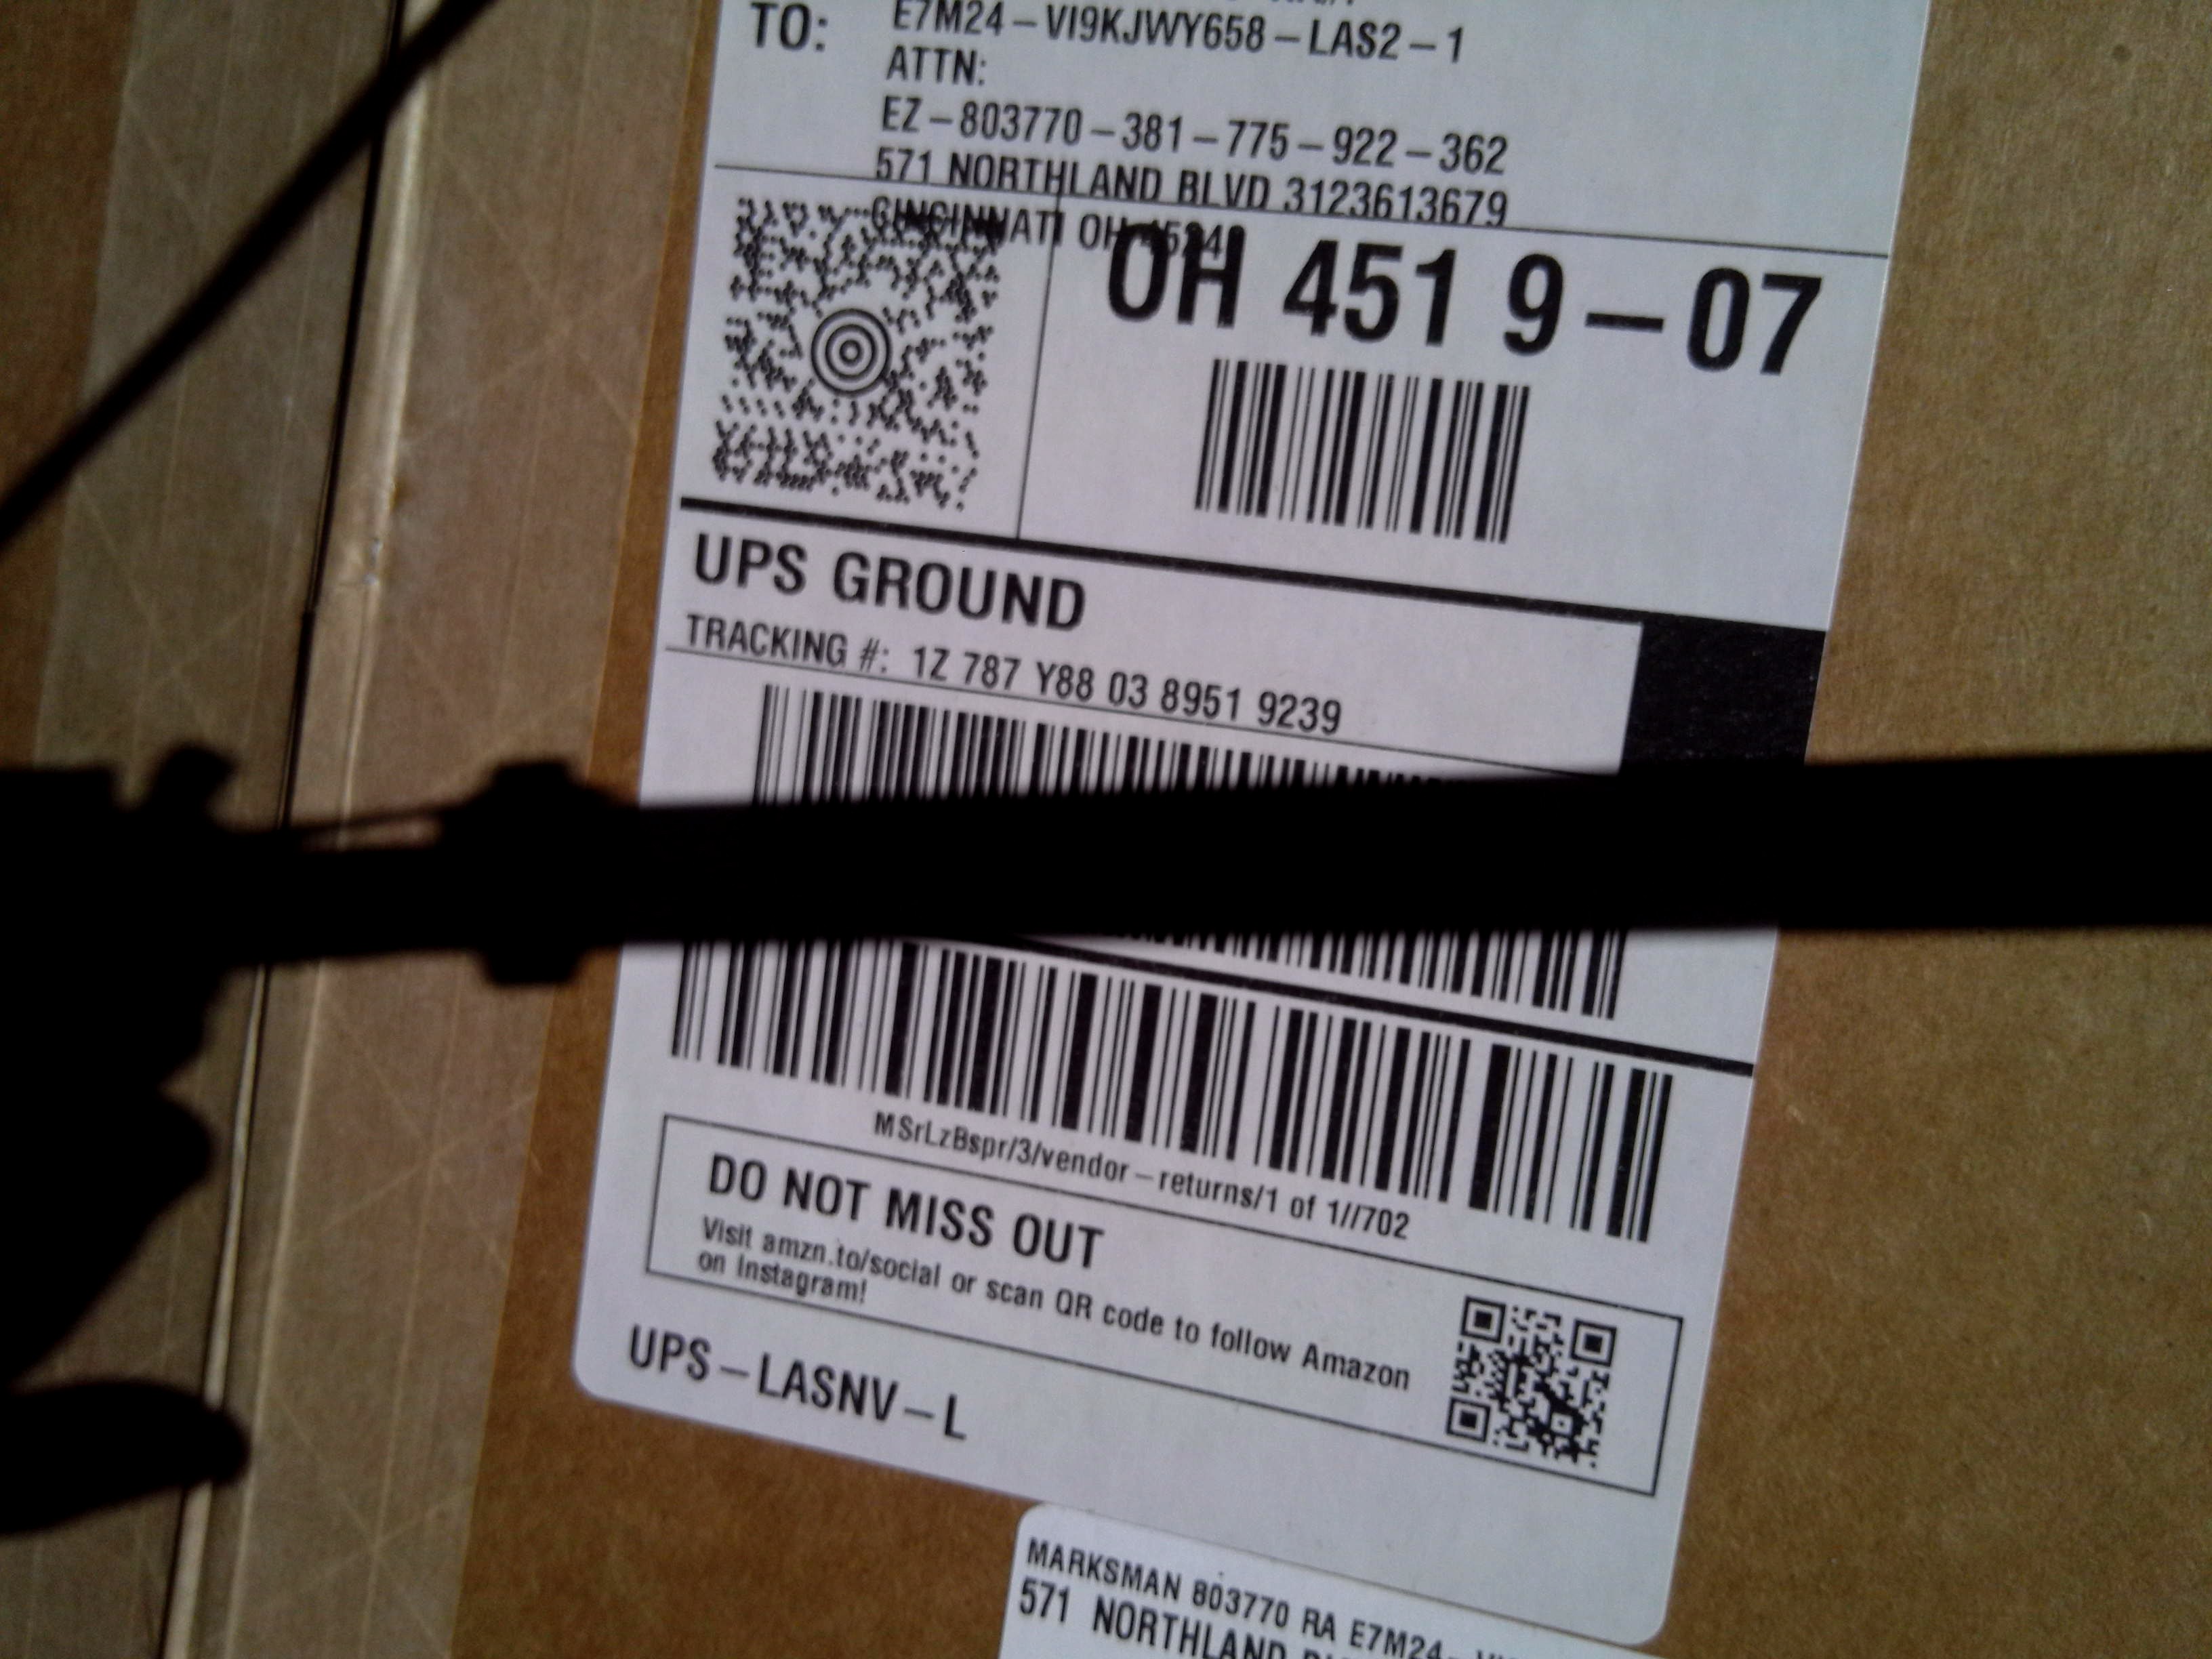 TO:
E7M24-VI9KJWY658-LAS2-1
ATTN:
EZ-803770-381-775-922-362
571 NORTHLAND BLVD 3123613679
CINCINNATI OH
OH 451 9-07
UPS GROUND
TRACKING #: 1Z 787 Y88 03 8951 9239
MSrLzBspr/3/vendor-returns/1 of 1//702
DO NOT MISS OUT
Visit amzn.to/social or scan QR code to follow Amazon
on Instagram!
UPS-LASNV-L
MARKSMAN 803770 RA E7M24-
571 NORTHLAND